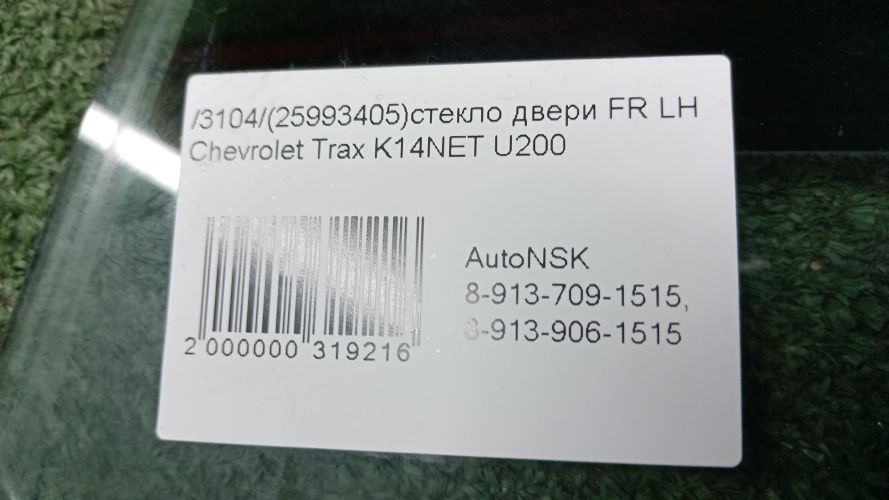 /3104/(25993405)стекло двери FR LH
Chevrolet Trax K14NET U200
AutoNSK
8-913-709-1515,
8-913-906-1515
2 000000 319216